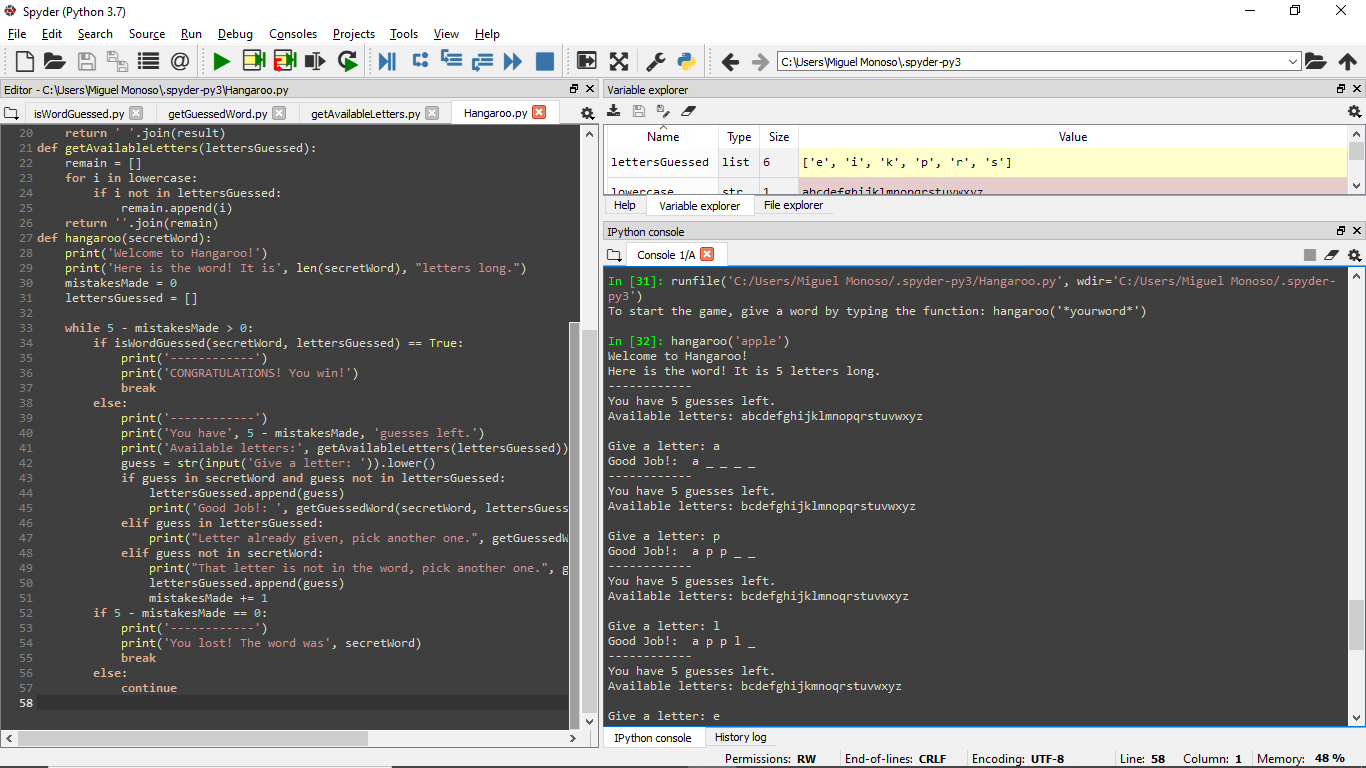 Spyder (Python 3.7)
File Edit Search Source Run Debug Consoles Projects Tools View Help
C:\Users\Miguel Monoso\.spyder-py3
Editor - C:\Users\Miguel Monoso\.spyder-py3\Hangaroo.py
isWordGuessed.py getGuessedWord.py getAvailableLetters.py Hangaroo.py
20 return ' '.join(result)
21 def getAvailableLetters(lettersGuessed):
22 remain = []
23 for i in lowercase:
24 if i not in lettersGuessed:
25 remain.append(i)
26 return ''.join(remain)
27 def hangaroo(secretWord):
28 print('Welcome to Hangaroo!')
29 print('Here is the word! It is', len(secretWord), "letters long.")
30 mistakesMade = 0
31 lettersGuessed = []
32
33 while 5 - mistakesMade > 0:
34 if isWordGuessed(secretWord, lettersGuessed) == True:
35 print('------------')
36 print('CONGRATULATIONS! You win!')
37 break
38 else:
39 print('------------')
40 print('You have', 5 - mistakesMade, 'guesses left.')
41 print('Available letters:', getAvailableLetters(lettersGuessed))
42 guess = str(input('Give a letter: ')).lower()
43 if guess in secretWord and guess not in lettersGuessed:
44 lettersGuessed.append(guess)
45 print('Good Job!: ', getGuessedWord(secretWord, lettersGuess
46 elif guess in lettersGuessed:
47 print("Letter already given, pick another one.", getGuessedW
48 elif guess not in secretWord:
49 print("That letter is not in the word, pick another one.", g
50 lettersGuessed.append(guess)
51 mistakesMade += 1
52 if 5 - mistakesMade == 0:
53 print('------------')
54 print('You lost! The word was', secretWord)
55 break
56 else:
57 continue
58
Variable explorer
Name Type Size Value
lettersGuessed list 6 ['e', 'i', 'k', 'p', 'r', 's']
lowercase str 1 abcdefghijklmnopqrstuvwxyz
Help Variable explorer File explorer
IPython console
Console 1/A
In [31]: runfile('C:/Users/Miguel Monoso/.spyder-py3/Hangaroo.py', wdir='C:/Users/Miguel Monoso/.spyder-
py3')
To start the game, give a word by typing the function: hangaroo('*yourword*')
In [32]: hangaroo('apple')
Welcome to Hangaroo!
Here is the word! It is 5 letters long.
------------
You have 5 guesses left.
Available letters: abcdefghijklmnopqrstuvwxyz
Give a letter: a
Good Job!: a _ _ _ _
------------
You have 5 guesses left.
Available letters: bcdefghijklmnopqrstuvwxyz
Give a letter: p
Good Job!: a p p _ _
------------
You have 5 guesses left.
Available letters: bcdefghijklmnoqrstuvwxyz
Give a letter: l
Good Job!: a p p l _
------------
You have 5 guesses left.
Available letters: bcdefghijkmnoqrstuvwxyz
Give a letter: e
IPython console History log
Permissions: RW End-of-lines: CRLF Encoding: UTF-8 Line: 58 Column: 1 Memory: 48 %